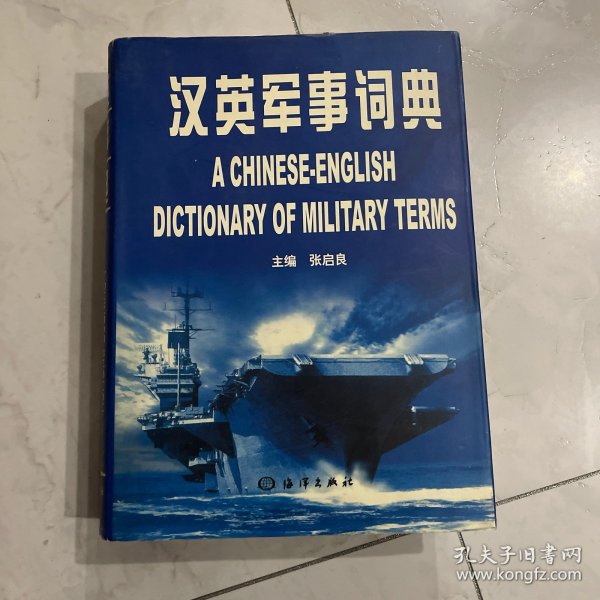 汉英军事词典
A CHINESE-ENGLISH
DICTIONARY OF MILITARY TERMS
主编 张启良
海洋出版社
孔夫子旧书网
www.kongfz.com